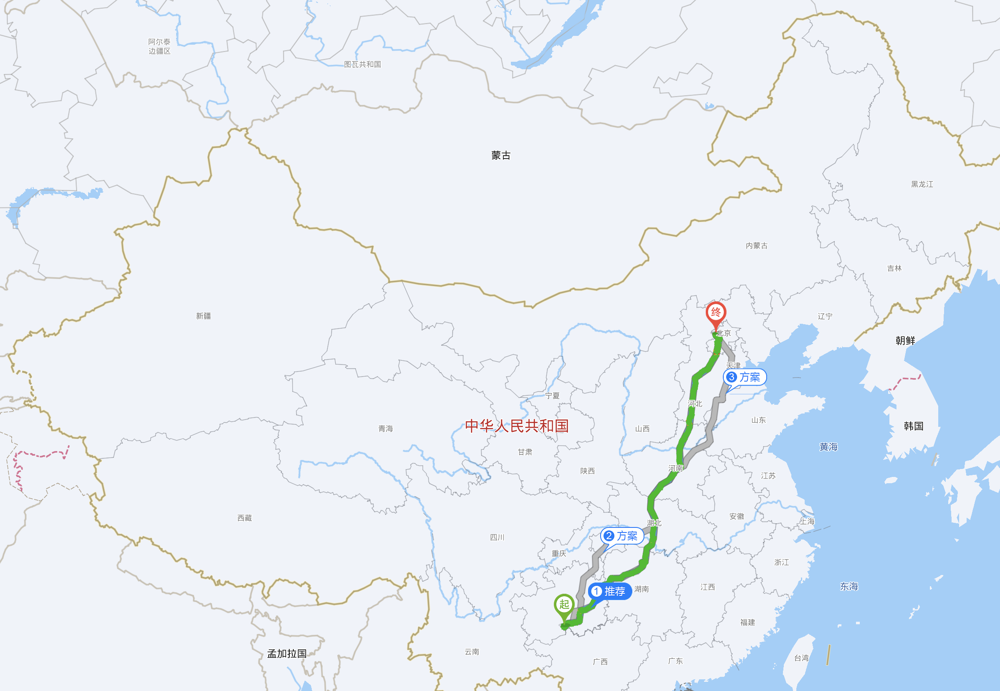 阿尔泰
边疆区
图瓦共和国
蒙古
黑龙江
内蒙古
吉林
新疆
终
辽宁
北京
朝鲜
天津
3 方案
宁夏
河北
山东
中华人民共和国
青海
山西
韩国
黄海
甘肃
河南
陕西
江苏
西藏
安徽
上海
湖北
2 方案
四川
重庆
浙江
东海
江西
湖南
1 推荐
起
福建
云南
孟加拉国
台湾
广西
广东